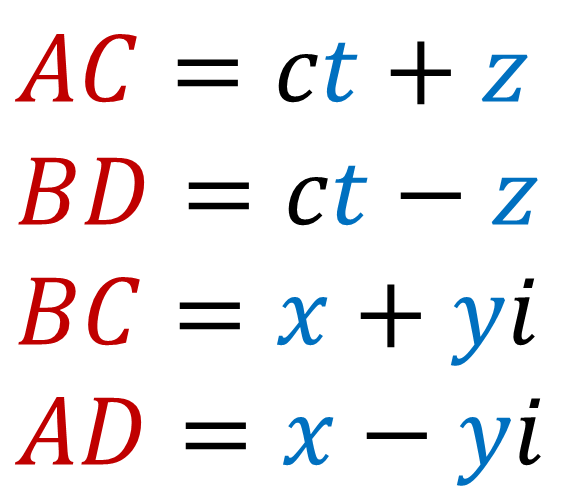 AC = ct + z
BD = ct − z
BC = x + yi
AD = x − yi